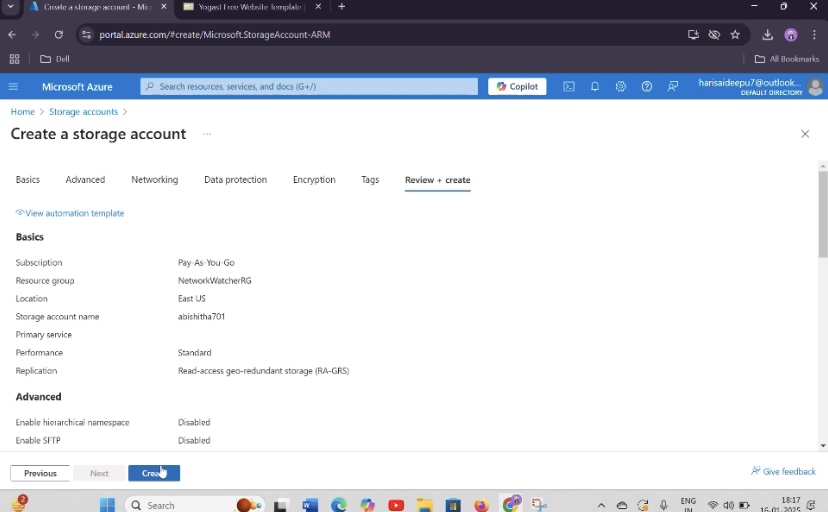 Create a storage account - Mic
Yogast Free Website Template
portal.azure.com/#create/Microsoft.StorageAccount-ARM
Dell
All Bookmarks
Microsoft Azure
Search resources, services, and docs (G+/)
Copilot
harisaideepu7@outlook...
DEFAULT DIRECTORY
Home > Storage accounts >
Create a storage account ...
Basics Advanced Networking Data protection Encryption Tags Review + create
View automation template
Basics
Subscription Pay-As-You-Go
Resource group NetworkWatcherRG
Location East US
Storage account name abishitha701
Primary service
Performance Standard
Replication Read-access geo-redundant storage (RA-GRS)
Advanced
Enable hierarchical namespace Disabled
Enable SFTP Disabled
Previous Next Create
Give feedback
2
Search
ENG
IN
18:17
16-01-2025